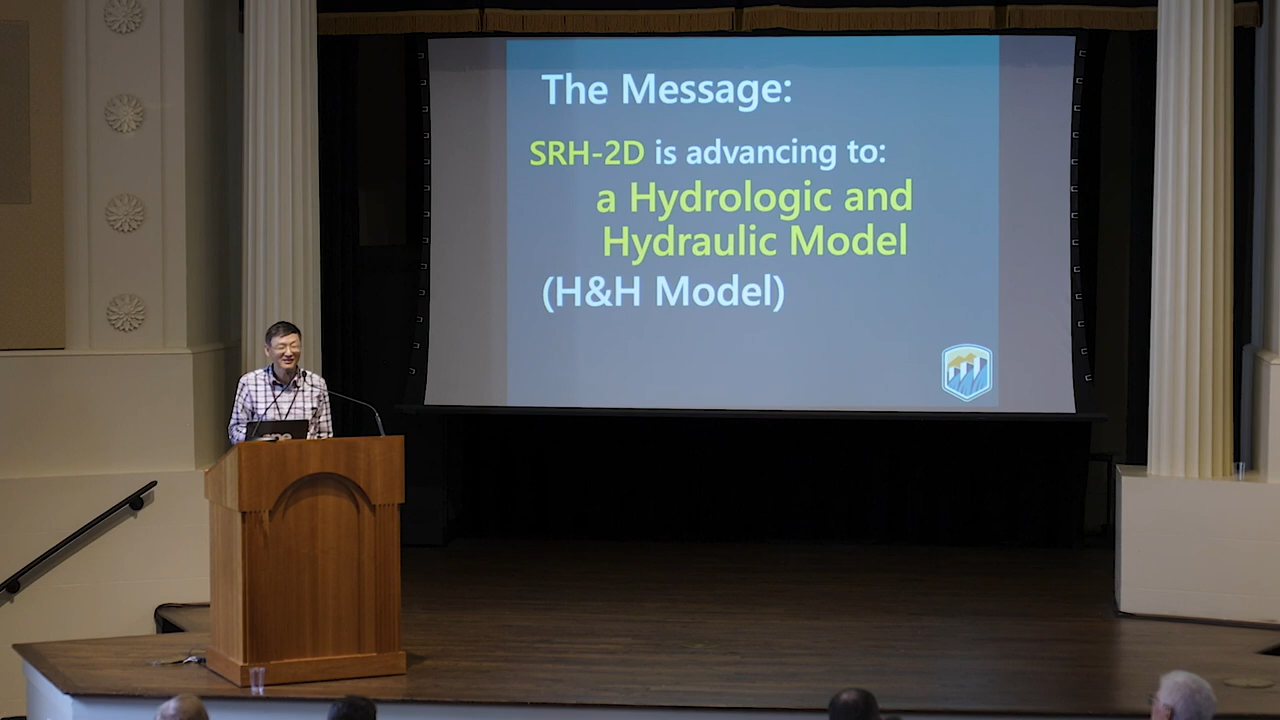 The Message:
SRH-2D is advancing to:
a Hydrologic and
Hydraulic Model
(H&H Model)